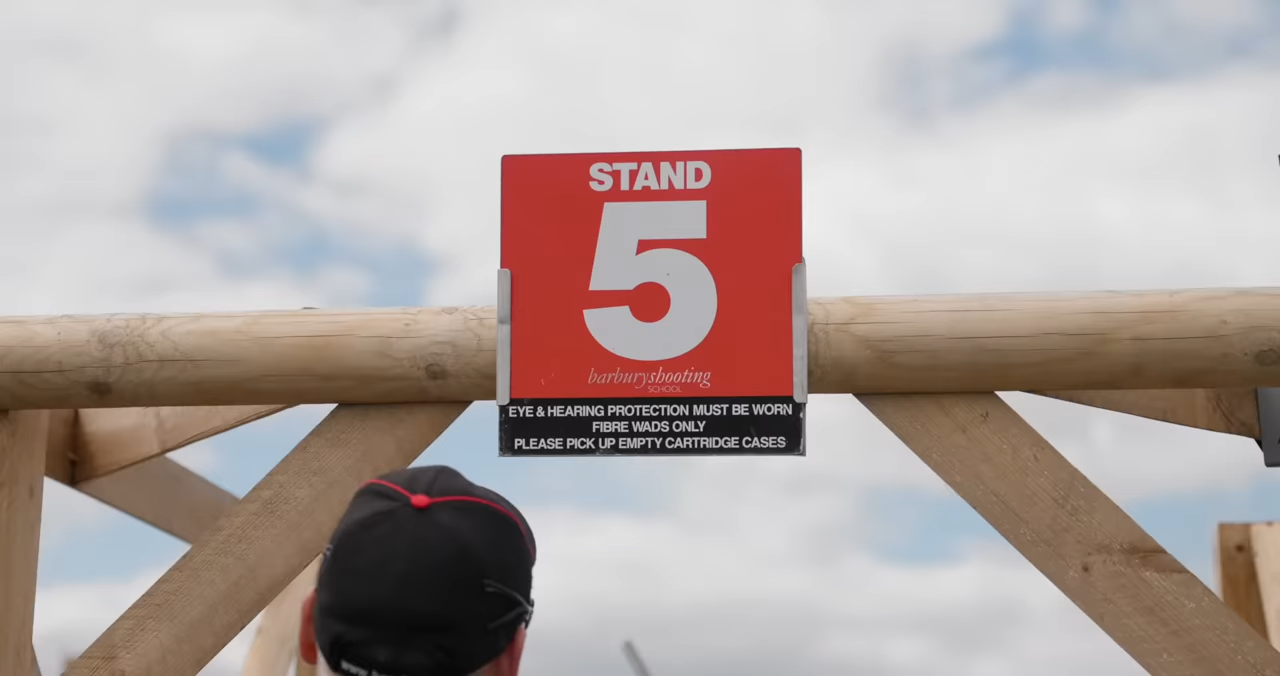 STAND
5
barburyshooting
SCHOOL
EYE & HEARING PROTECTION MUST BE WORN
FIBRE WADS ONLY
PLEASE PICK UP EMPTY CARTRIDGE CASES